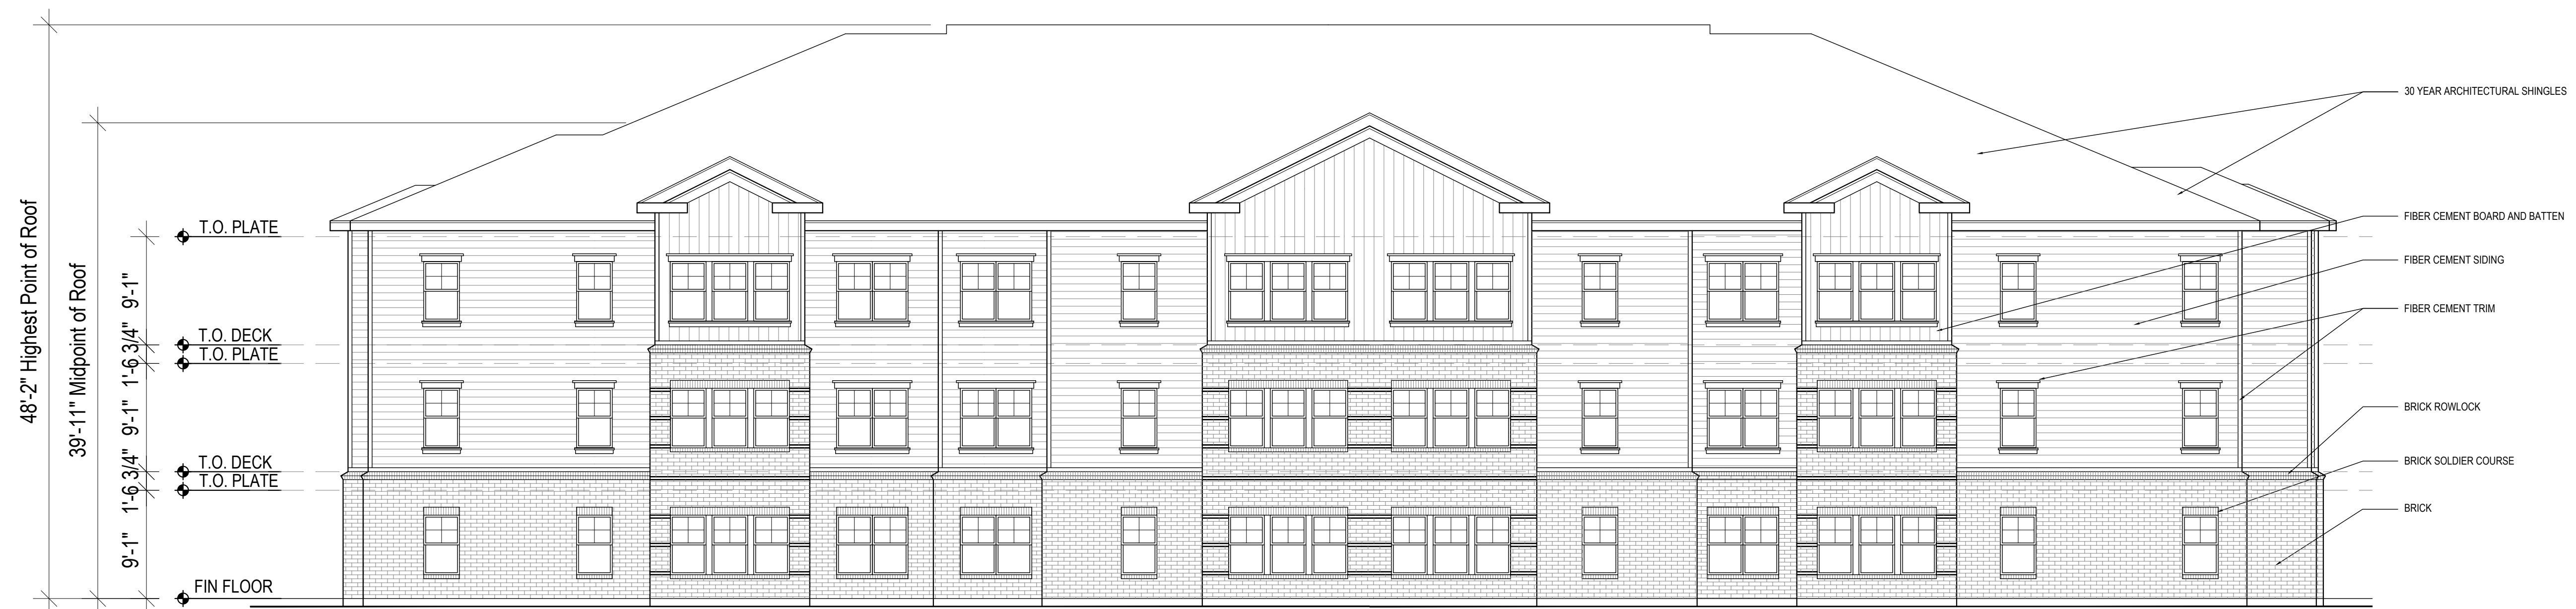 48'-2" Highest Point of Roof
39'-11" Midpoint of Roof
T.O. PLATE
9'-1"
T.O. DECK
1'-6 3/4"
T.O. PLATE
9'-1"
T.O. DECK
1'-6 3/4"
T.O. PLATE
9'-1"
FIN FLOOR
30 YEAR ARCHITECTURAL SHINGLES
FIBER CEMENT BOARD AND BATTEN
FIBER CEMENT SIDING
FIBER CEMENT TRIM
BRICK ROWLOCK
BRICK SOLDIER COURSE
BRICK